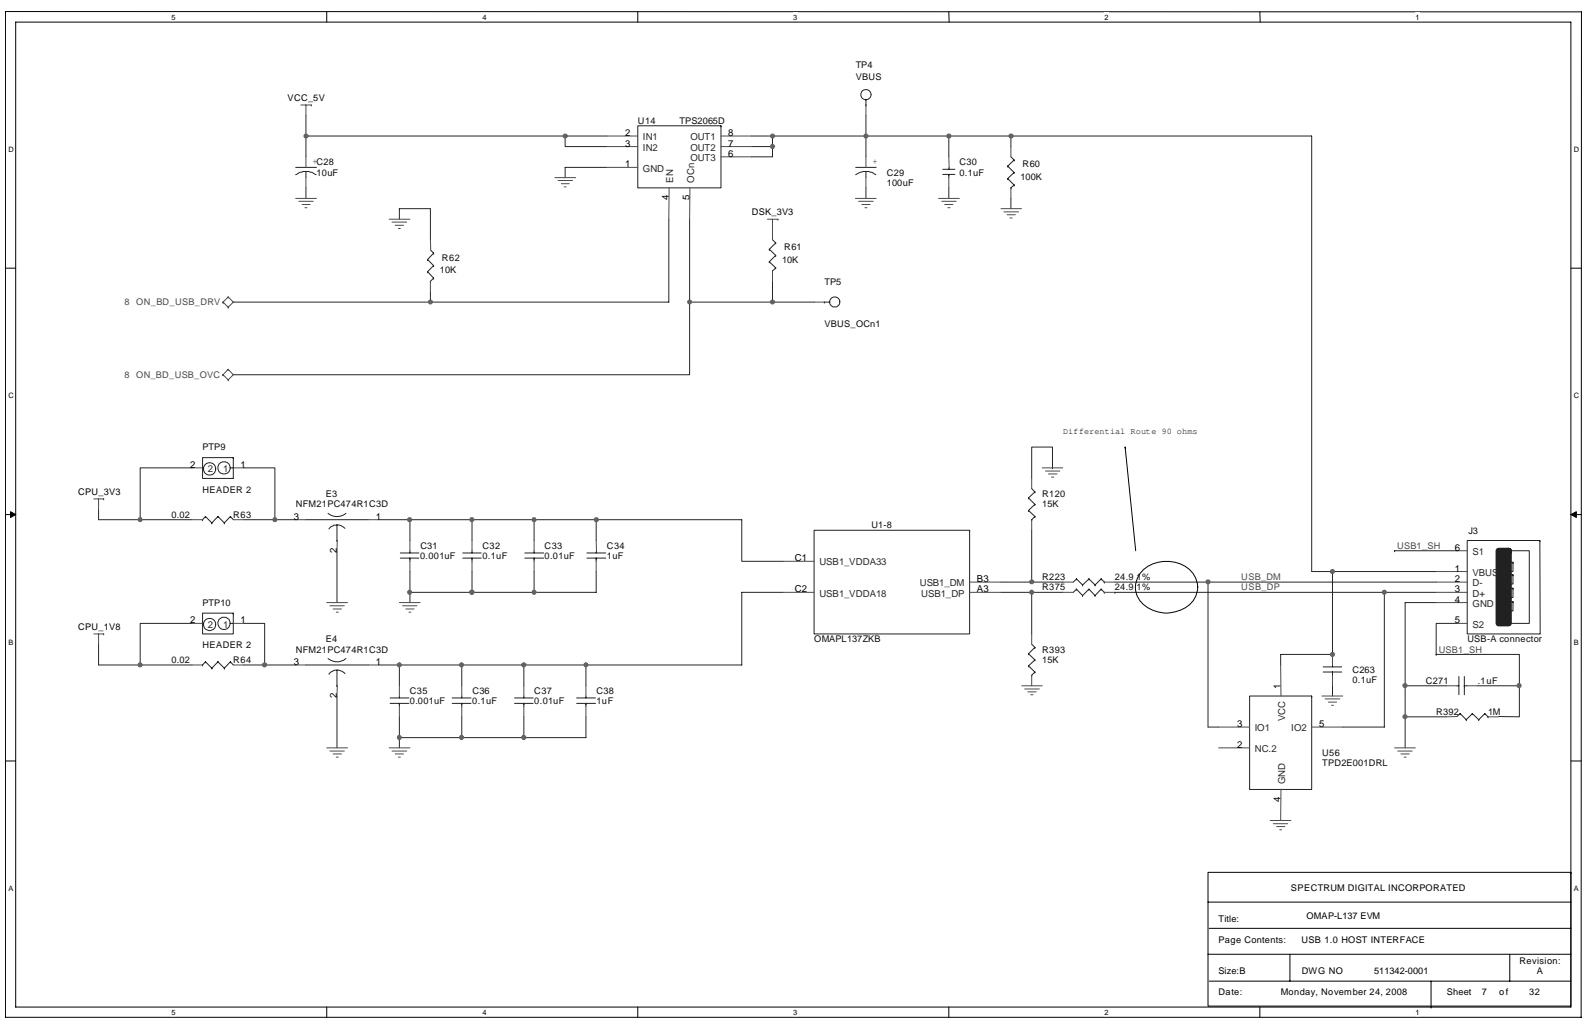 5 4 3 2 1
D
D
C
C
B
B
A
A
TP4
VBUS
VCC_5V
U14 TPS2065D
2 IN1 OUT1 8
3 IN2 OUT2 7
OUT3 6
1 GND
EN
OCn
4 5
+ C28
10uF
+
C29
100uF
C30
0.1uF
R60
100K
DSK_3V3
R61
10K
R62
10K
TP5
VBUS_OCn1
8 ON_BD_USB_DRV
8 ON_BD_USB_OVC
Differential Route 90 ohms
PTP9
2 2 1 1
HEADER 2
CPU_3V3
0.02 R63
E3
NFM21PC474R1C3D
3 1
2
C31
0.001uF
C32
0.1uF
C33
0.01uF
C34
1uF
R120
15K
U1-8
C1 USB1_VDDA33
C2 USB1_VDDA18
USB1_DM B3
USB1_DP A3
OMAPL137ZKB
R223 24.9 1%
R375 24.9 1%
USB_DM
USB_DP
R393
15K
J3
USB1_SH 6 S1
1 VBUS
2 D-
3 D+
4 GND
5 S2
USB-A connector
USB1_SH
PTP10
2 2 1 1
HEADER 2
CPU_1V8
0.02 R64
E4
NFM21PC474R1C3D
3 1
2
C35
0.001uF
C36
0.1uF
C37
0.01uF
C38
1uF
C263
0.1uF
C271 .1uF
R392 1M
1
VCC
3 IO1 IO2 5
2 NC.2
GND
4
U56
TPD2E001DRL
SPECTRUM DIGITAL INCORPORATED
Title: OMAP-L137 EVM
Page Contents: USB 1.0 HOST INTERFACE
Size:B DWG NO 511342-0001 Revision:
A
Date: Monday, November 24, 2008 Sheet 7 of 32
5 4 3 2 1